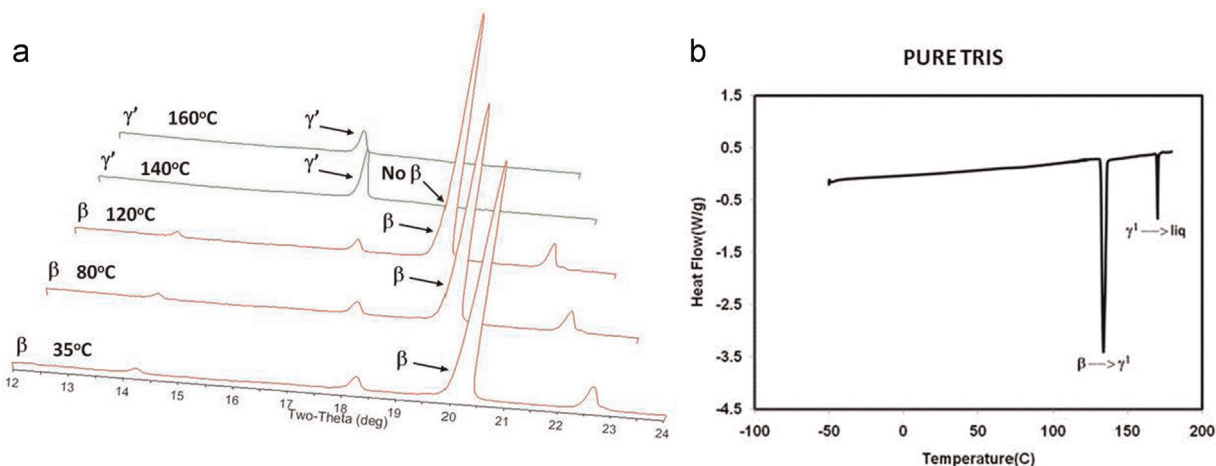 a
γ' 160°C
γ'
γ' 140°C
γ'
No β
β 120°C
β
β 80°C
β
β 35°C
β
12 13 14 15 16 17 18 19 20 21 22 23 24
Two-Theta (deg)
b
PURE TRIS
1.5
0.5
-0.5
-1.5
-2.5
-3.5
-4.5
Heat Flow(W/g)
γ¹ --->liq
β --->γ¹
-100 -50 0 50 100 150 200
Temperature(C)